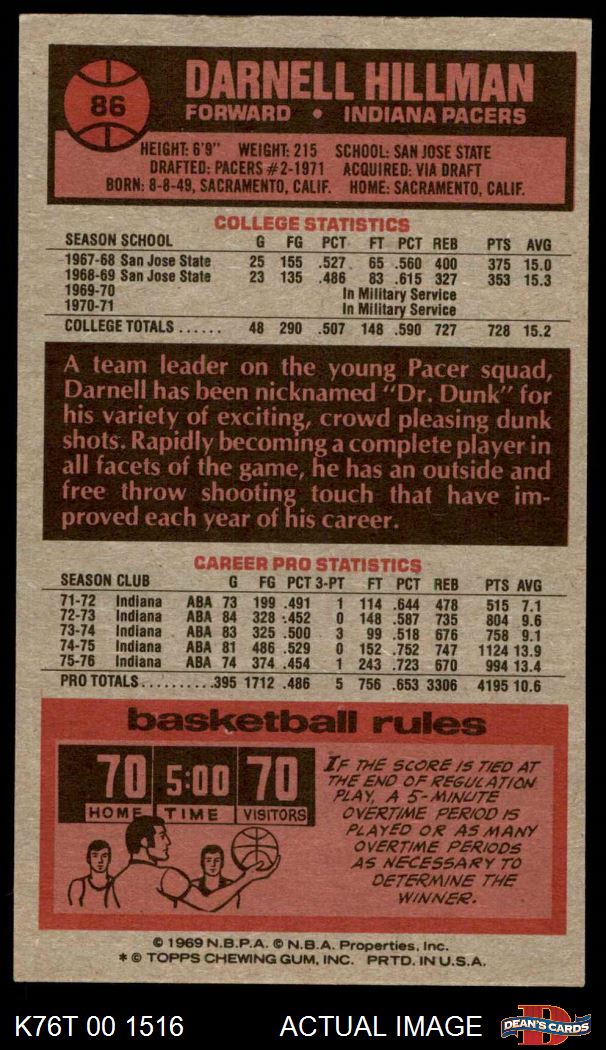 86
DARNELL HILLMAN
FORWARD • INDIANA PACERS
HEIGHT: 6'9" WEIGHT: 215 SCHOOL: SAN JOSE STATE
DRAFTED: PACERS #2-1971 ACQUIRED: VIA DRAFT
BORN: 8-8-49, SACRAMENTO, CALIF. HOME: SACRAMENTO, CALIF.
COLLEGE STATISTICS
SEASON SCHOOL G FG PCT FT PCT REB PTS AVG
1967-68 San Jose State 25 155 .527 65 .560 400 375 15.0
1968-69 San Jose State 23 135 .486 83 .615 327 353 15.3
1969-70 In Military Service
1970-71 In Military Service
COLLEGE TOTALS ...... 48 290 .507 148 .590 727 728 15.2
A team leader on the young Pacer squad,
Darnell has been nicknamed "Dr. Dunk" for
his variety of exciting, crowd pleasing dunk
shots. Rapidly becoming a complete player in
all facets of the game, he has an outside and
free throw shooting touch that have im-
proved each year of his career.
CAREER PRO STATISTICS
SEASON CLUB G FG PCT 3-PT FT PCT REB PTS AVG
71-72 Indiana ABA 73 199 .491 1 114 .644 478 515 7.1
72-73 Indiana ABA 84 328 .452 0 148 .587 735 804 9.6
73-74 Indiana ABA 83 325 .500 3 99 .518 676 758 9.1
74-75 Indiana ABA 81 486 .529 0 152 .752 747 1124 13.9
75-76 Indiana ABA 74 374 .454 1 243 .723 670 994 13.4
PRO TOTALS..........395 1712 .486 5 756 .653 3306 4195 10.6
basketball rules
70 5:00 70
HOME TIME VISITORS
IF THE SCORE IS TIED AT
THE END OF REGULATION
PLAY, A 5-MINUTE
OVERTIME PERIOD IS
PLAYED OR AS MANY
OVERTIME PERIODS
AS NECESSARY TO
DETERMINE THE
WINNER.
© 1969 N.B.P.A. © N.B.A. Properties, Inc.
* © TOPPS CHEWING GUM, INC. PRTD. IN U.S.A.
K76T 00 1516 ACTUAL IMAGE DEAN'S CARDS